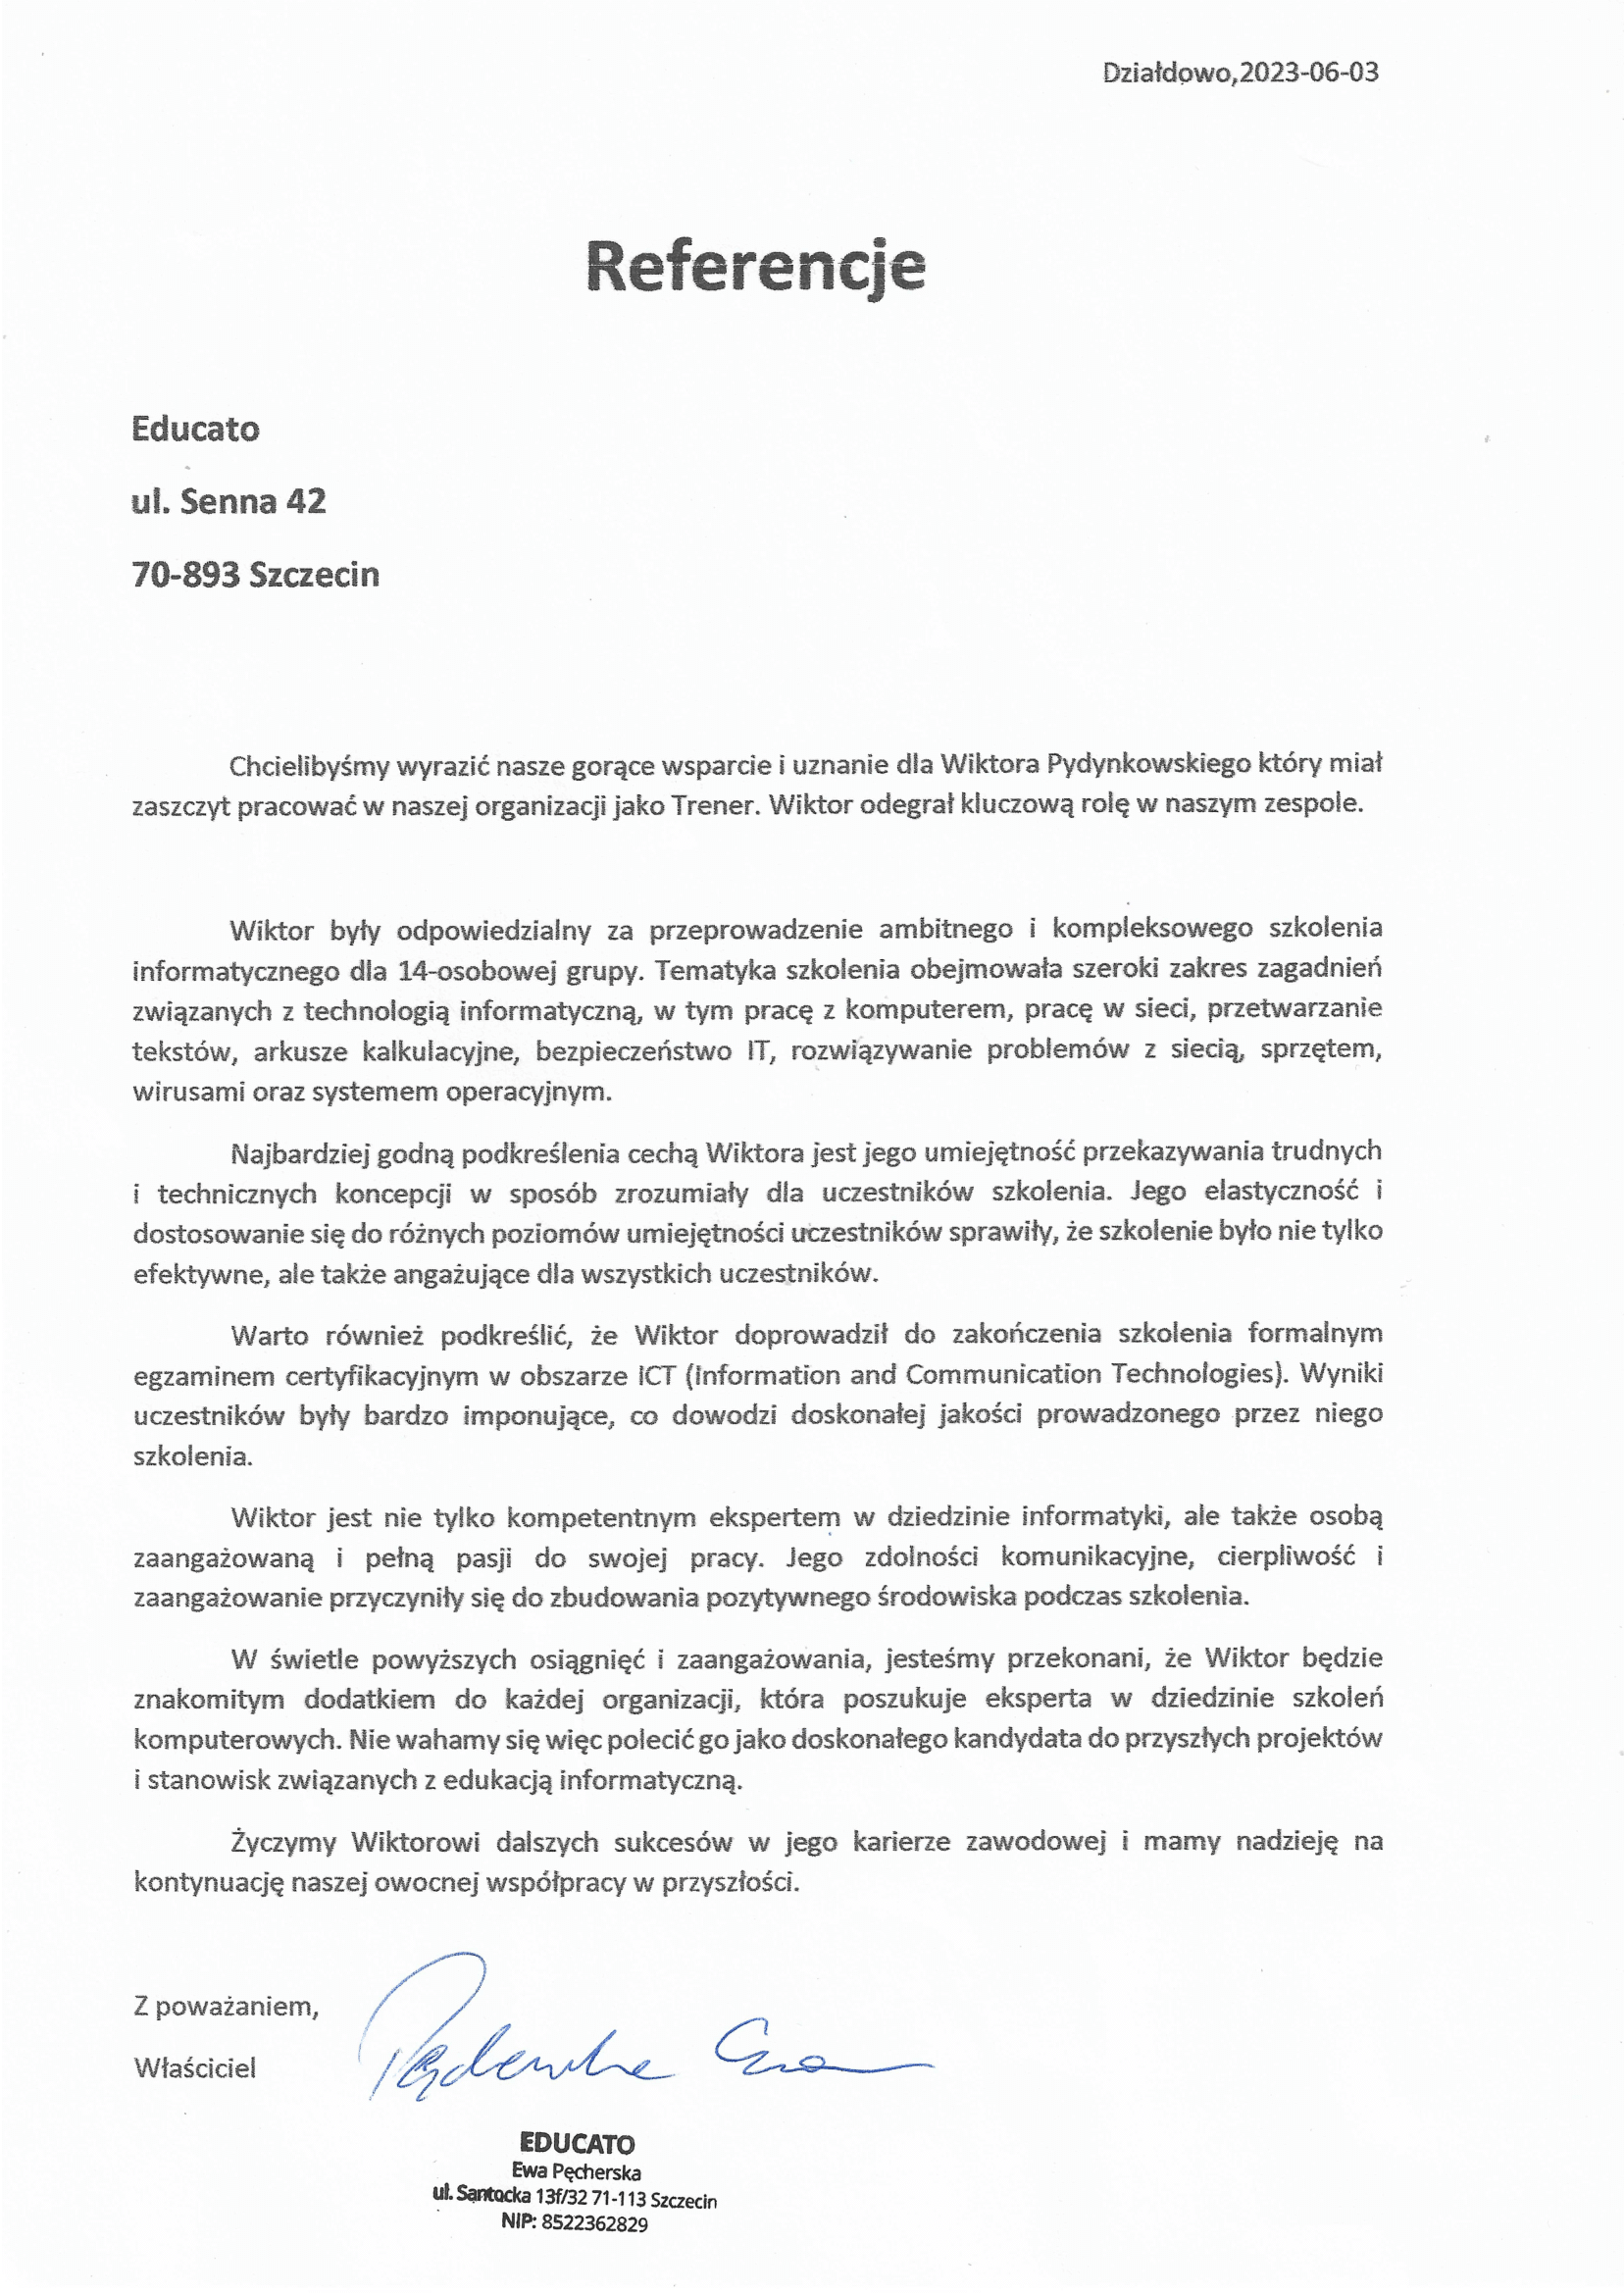 Działdowo,2023-06-03
Referencje
Educato
ul. Senna 42
70-893 Szczecin
Chcielibyśmy wyrazić nasze gorące wsparcie i uznanie dla Wiktora Pydynkowskiego który miał
zaszczyt pracować w naszej organizacji jako Trener. Wiktor odegrał kluczową rolę w naszym zespole.
Wiktor były odpowiedzialny za przeprowadzenie ambitnego i kompleksowego szkolenia
informatycznego dla 14-osobowej grupy. Tematyka szkolenia obejmowała szeroki zakres zagadnień
związanych z technologią informatyczną, w tym pracę z komputerem, pracę w sieci, przetwarzanie
tekstów, arkusze kalkulacyjne, bezpieczeństwo IT, rozwiązywanie problemów z siecią, sprzętem,
wirusami oraz systemem operacyjnym.
Najbardziej godną podkreślenia cechą Wiktora jest jego umiejętność przekazywania trudnych
i technicznych koncepcji w sposób zrozumiały dla uczestników szkolenia. Jego elastyczność i
dostosowanie się do różnych poziomów umiejętności uczestników sprawiły, że szkolenie było nie tylko
efektywne, ale także angażujące dla wszystkich uczestników.
Warto również podkreślić, że Wiktor doprowadził do zakończenia szkolenia formalnym
egzaminem certyfikacyjnym w obszarze ICT (Information and Communication Technologies). Wyniki
uczestników były bardzo imponujące, co dowodzi doskonałej jakości prowadzonego przez niego
szkolenia.
Wiktor jest nie tylko kompetentnym ekspertem w dziedzinie informatyki, ale także osobą
zaangażowaną i pełną pasji do swojej pracy. Jego zdolności komunikacyjne, cierpliwość i
zaangażowanie przyczyniły się do zbudowania pozytywnego środowiska podczas szkolenia.
W świetle powyższych osiągnięć i zaangażowania, jesteśmy przekonani, że Wiktor będzie
znakomitym dodatkiem do każdej organizacji, która poszukuje eksperta w dziedzinie szkoleń
komputerowych. Nie wahamy się więc polecić go jako doskonałego kandydata do przyszłych projektów
i stanowisk związanych z edukacją informatyczną.
Życzymy Wiktorowi dalszych sukcesów w jego karierze zawodowej i mamy nadzieję na
kontynuację naszej owocnej współpracy w przyszłości.
Z poważaniem,
Właściciel
EDUCATO
Ewa Pęcherska
ul. Santocka 13f/32 71-113 Szczecin
NIP: 8522362829